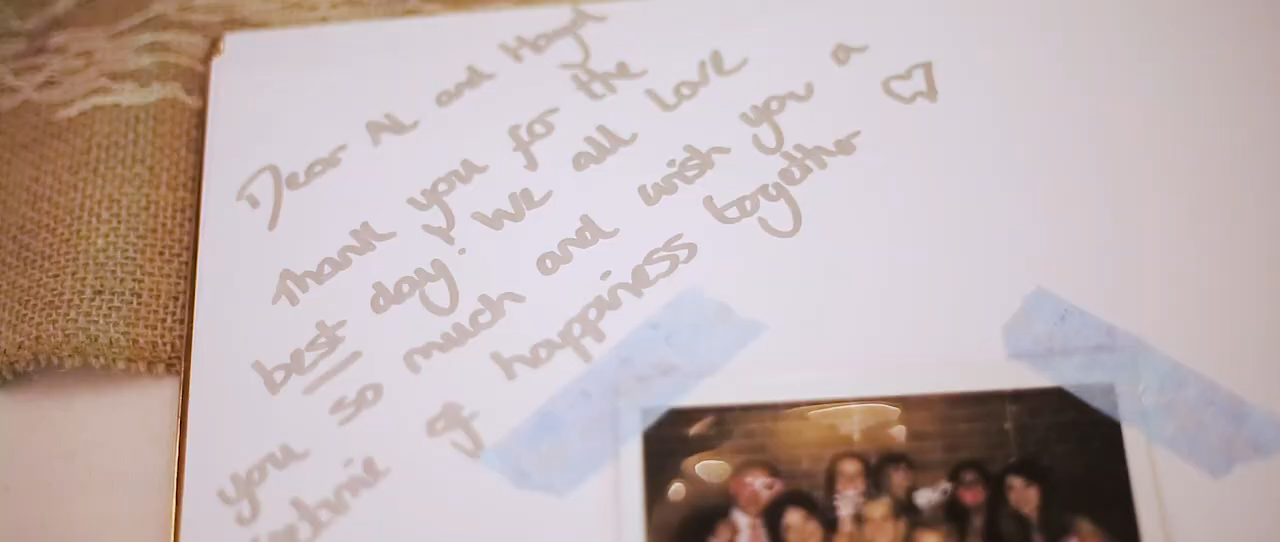 Dear Al and
Thank you for the
best day! We all love
you so much and wish you a
of happiness together